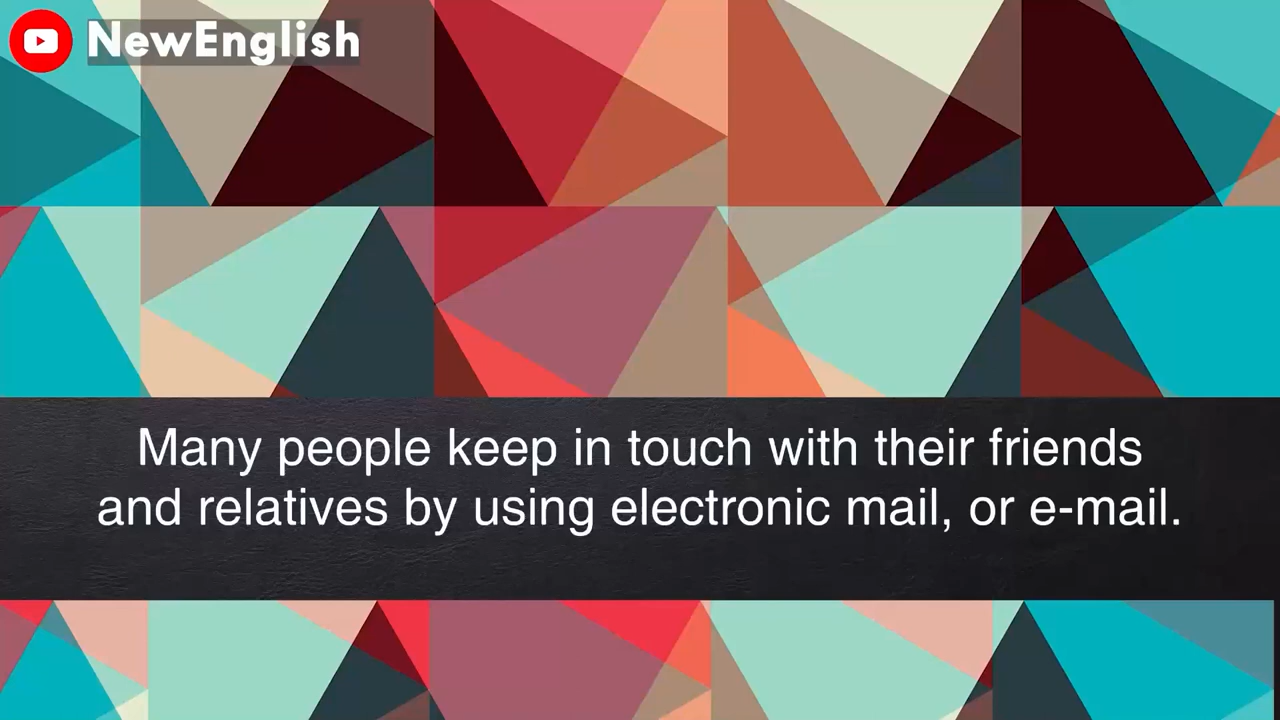 NewEnglish
Many people keep in touch with their friends
and relatives by using electronic mail, or e-mail.